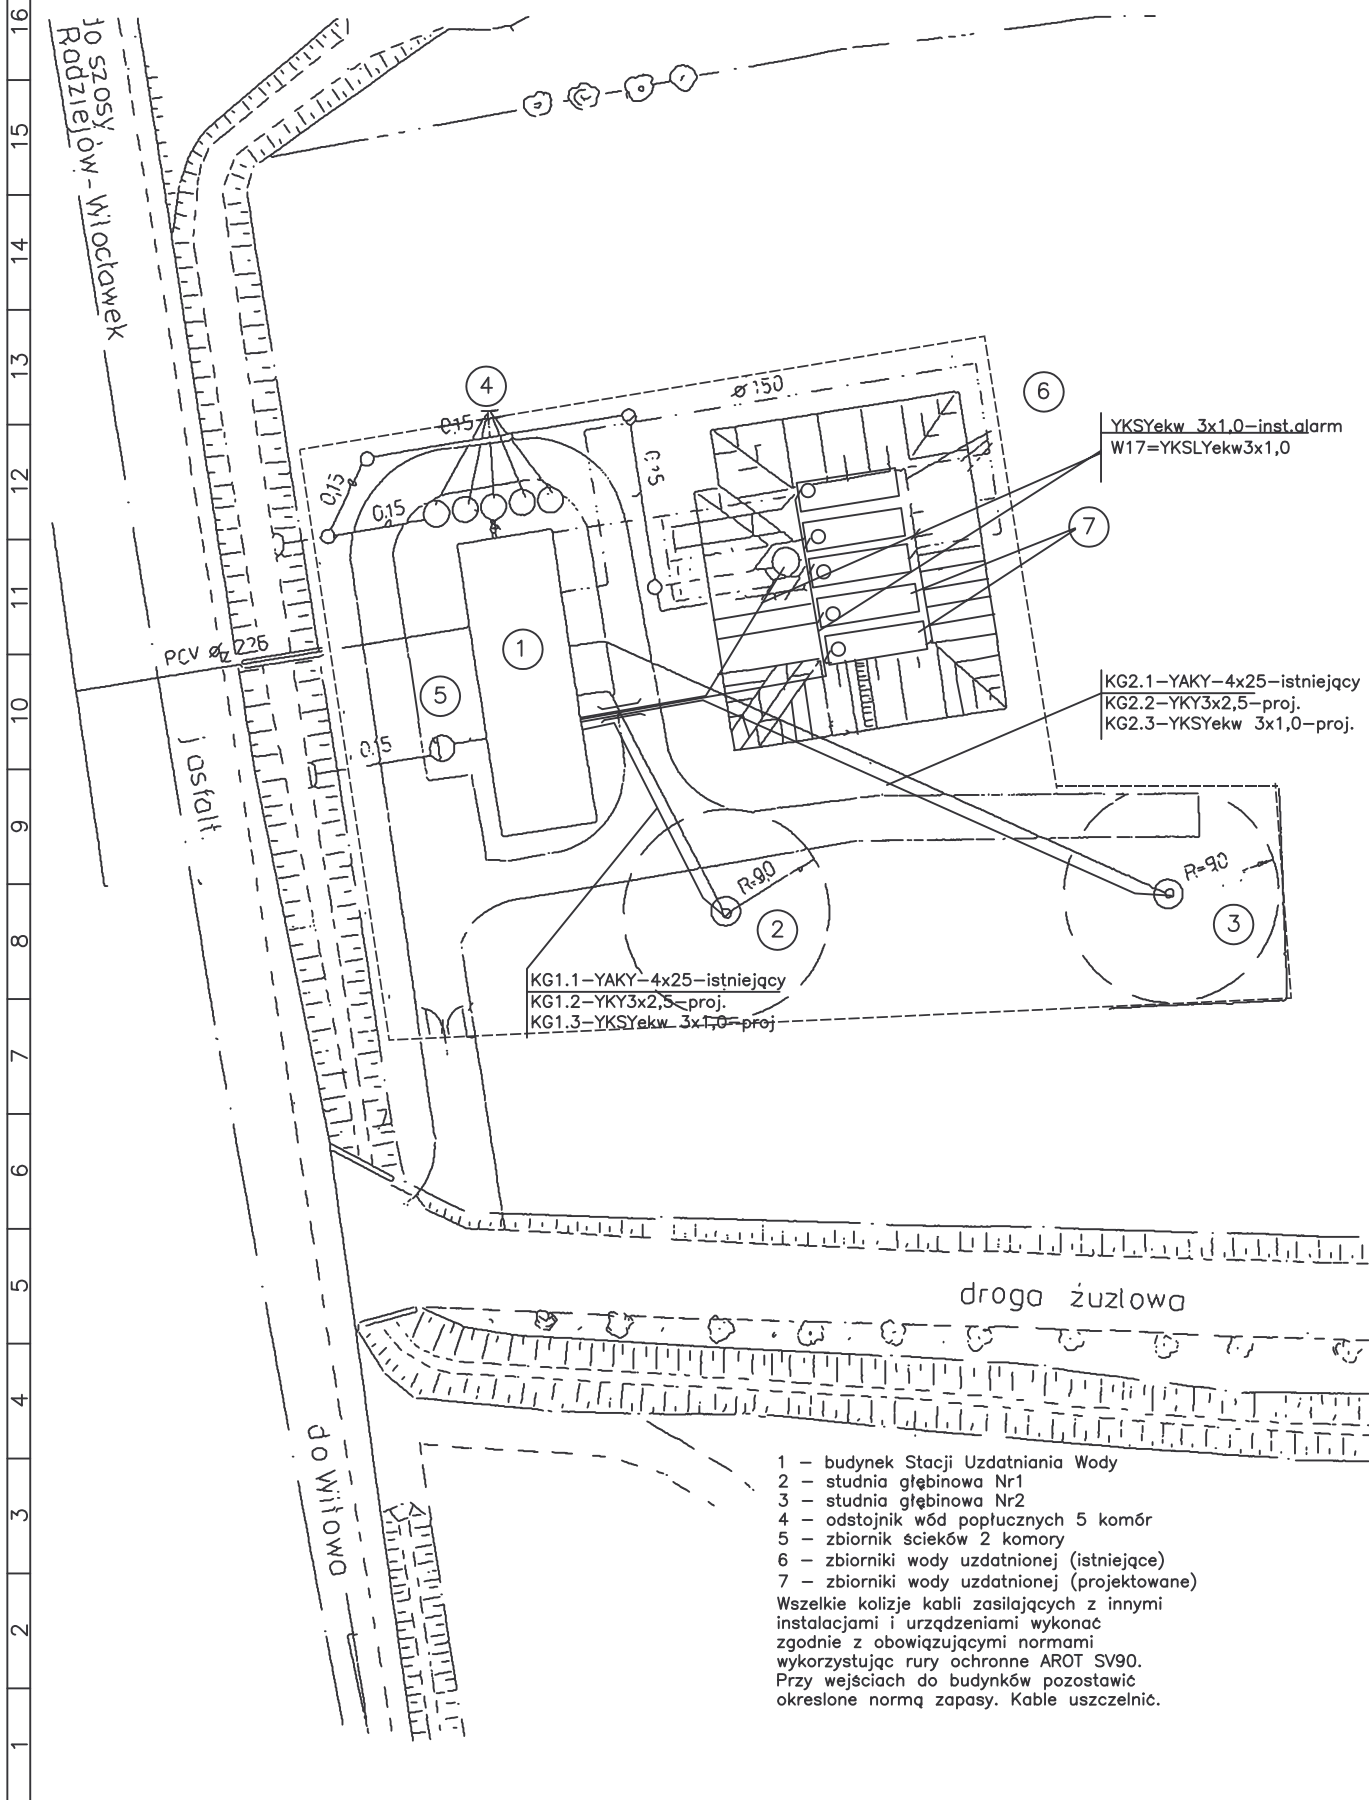 16
15
14
13
12
11
10
9
8
7
6
5
4
3
2
1
do szosy
Radziejów-Włocławek
4
ø150
6
0.15
YKSYekw 3x1,0-inst.alarm
W17=YKSLYekw3x1,0
0,15
0.15
0,15
7
1
PCV
5
KG2.1-YAKY-4x25-istniejący
KG2.2-YKY3x2,5-proj.
KG2.3-YKSYekw 3x1,0-proj.
0.15
j asfalt.
R=9,0
R=9,0
2
3
KG1.1-YAKY-4x25-istniejący
KG1.2-YKY3x2,5-proj.
KG1.3-YKSYekw 3x1,0-proj
droga żużlowa
do Witowa
1 - budynek Stacji Uzdatniania Wody
2 - studnia głębinowa Nr1
3 - studnia głębinowa Nr2
4 - odstojnik wód popłucznych 5 komór
5 - zbiornik ścieków 2 komory
6 - zbiorniki wody uzdatnionej (istniejące)
7 - zbiorniki wody uzdatnionej (projektowane)
Wszelkie kolizje kabli zasilających z innymi
instalacjami i urządzeniami wykonać
zgodnie z obowiązującymi normami
wykorzystując rury ochronne AROT SV90.
Przy wejściach do budynków pozostawić
okreslone normą zapasy. Kable uszczelnić.